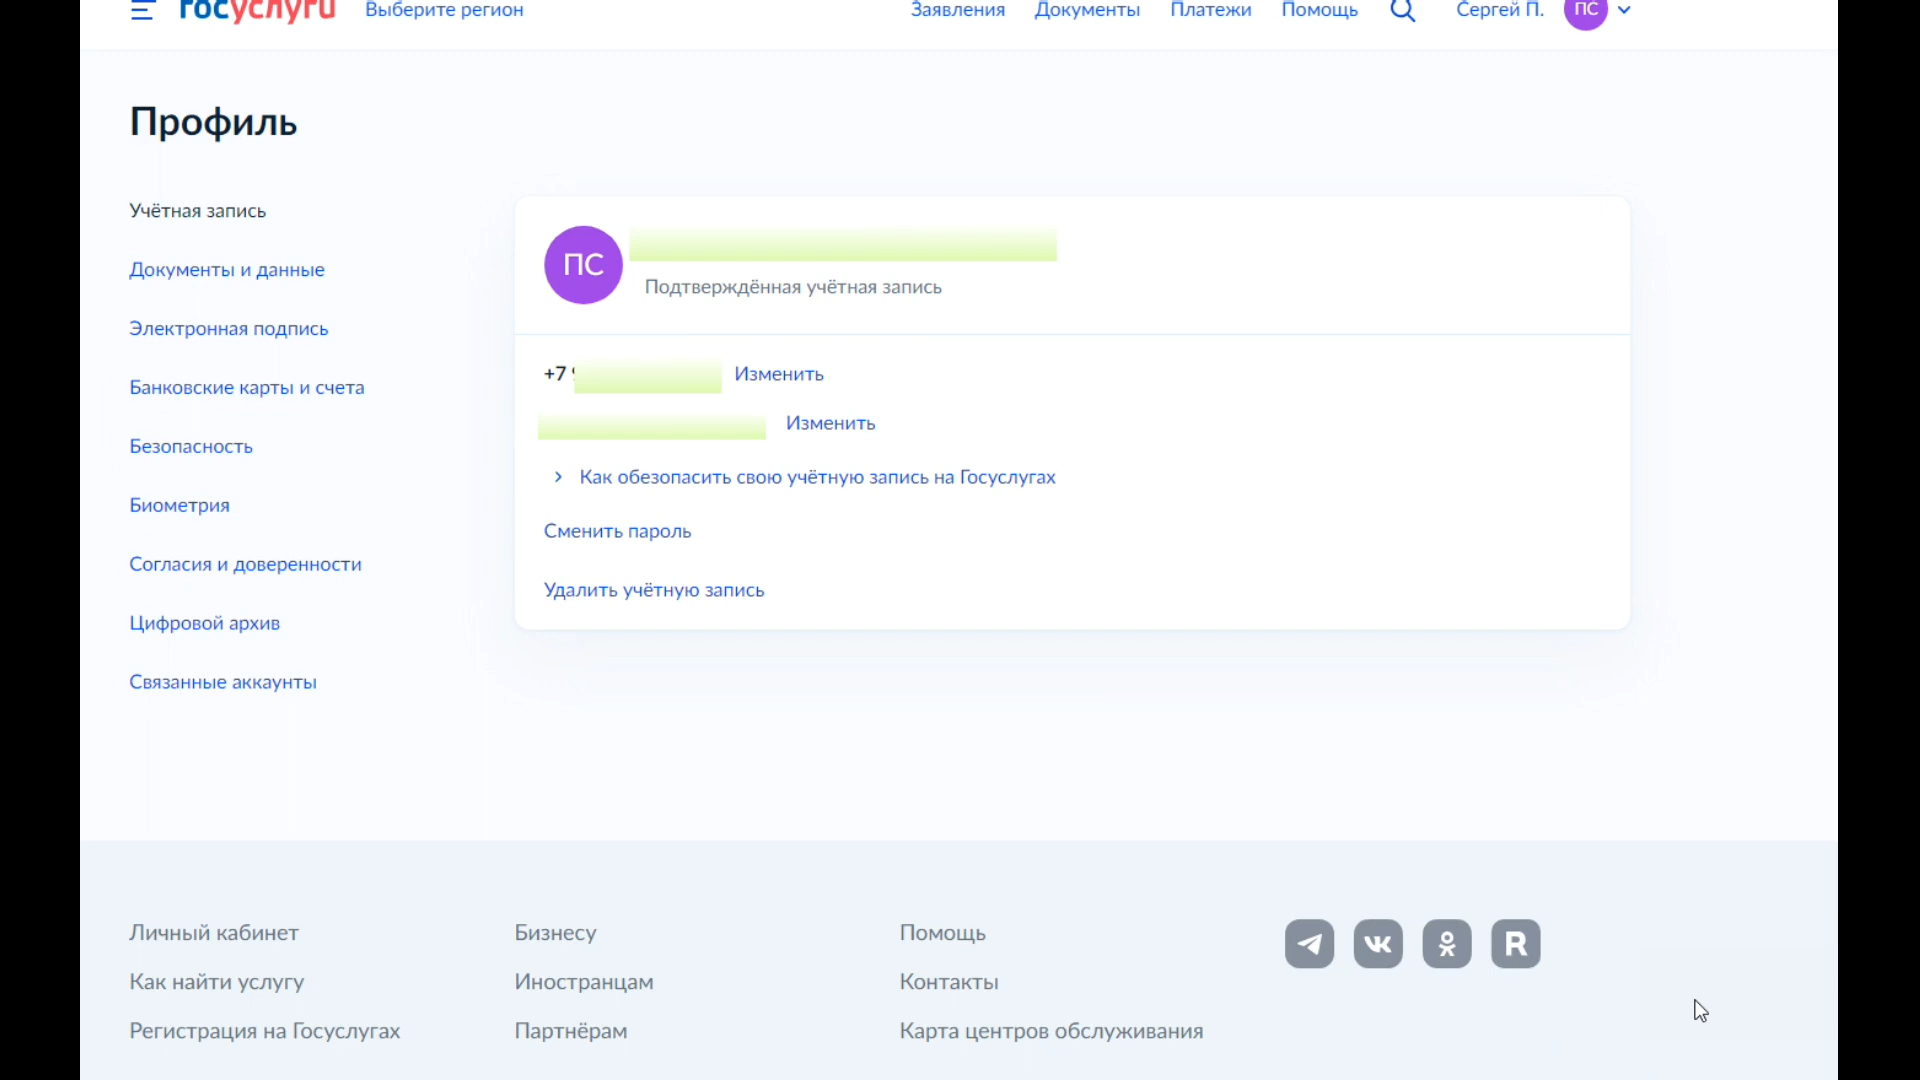 госуслуги Выберите регион Заявления Документы Платежи Помощь Сергей П. ПС
Профиль
Учётная запись
Документы и данные
Электронная подпись
Банковские карты и счета
Безопасность
Биометрия
Согласия и доверенности
Цифровой архив
Связанные аккаунты
ПС
Подтверждённая учётная запись
+7 Изменить
Изменить
Как обезопасить свою учётную запись на Госуслугах
Сменить пароль
Удалить учётную запись
Личный кабинет
Как найти услугу
Регистрация на Госуслугах
Бизнесу
Иностранцам
Партнёрам
Помощь
Контакты
Карта центров обслуживания